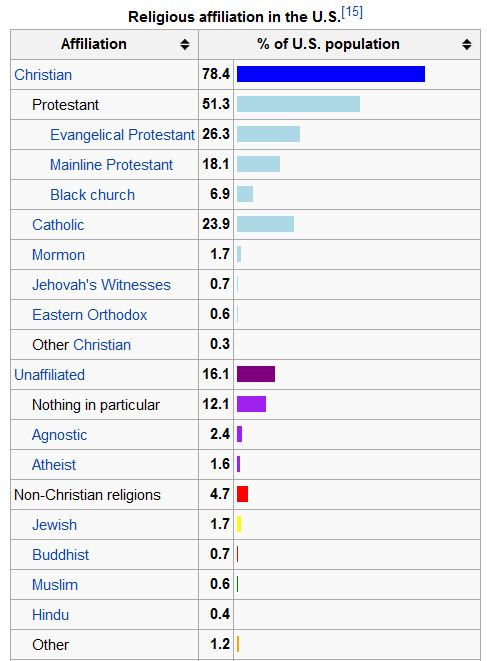 Religious affiliation in the U.S.[15]
Affiliation % of U.S. population
Christian 78.4
Protestant 51.3
Evangelical Protestant 26.3
Mainline Protestant 18.1
Black church 6.9
Catholic 23.9
Mormon 1.7
Jehovah's Witnesses 0.7
Eastern Orthodox 0.6
Other Christian 0.3
Unaffiliated 16.1
Nothing in particular 12.1
Agnostic 2.4
Atheist 1.6
Non-Christian religions 4.7
Jewish 1.7
Buddhist 0.7
Muslim 0.6
Hindu 0.4
Other 1.2